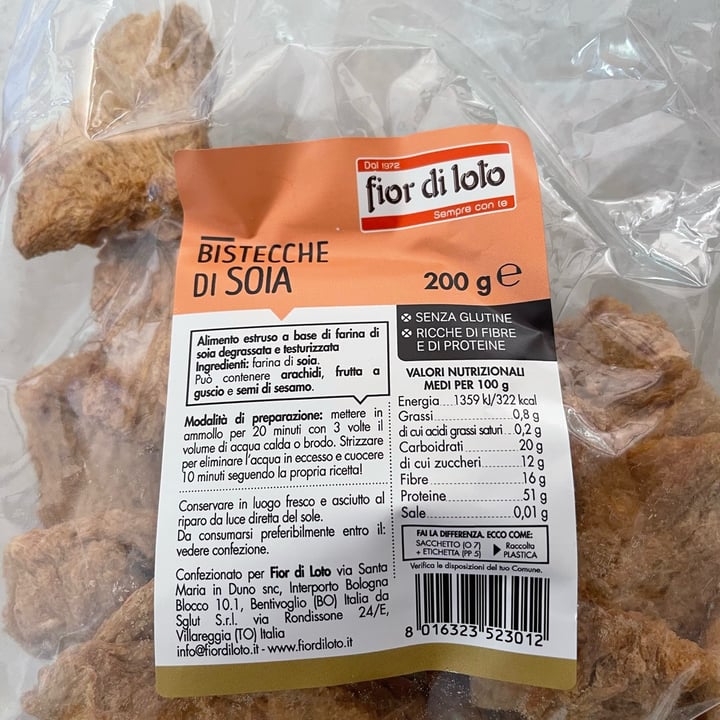 Dal 1972
fior di loto
Sempre con te
BISTECCHE
DI SOIA
200 g e
SENZA GLUTINE
RICCHE DI FIBRE
E DI PROTEINE
Alimento estruso a base di farina di
soia degrassata e testurizzata
Ingredienti: farina di soia.
Può contenere arachidi, frutta a
guscio e semi di sesamo.
Modalità di preparazione: mettere in
ammollo per 20 minuti con 3 volte il
volume di acqua calda o brodo. Strizzare
per eliminare l'acqua in eccesso e cuocere
10 minuti seguendo la propria ricetta!
Conservare in luogo fresco e asciutto al
riparo da luce diretta del sole.
Da consumarsi preferibilmente entro il:
vedere confezione.
Confezionato per Fior di Loto via Santa
Maria in Duno snc, Interporto Bologna
Blocco 10.1, Bentivoglio (BO) Italia da
Sglut S.r.l. via Rondissone 24/E,
Villareggia (TO) Italia
info@fiordiloto.it - www.fiordiloto.it
VALORI NUTRIZIONALI
MEDI PER 100 g
Energia....1359 kJ/322 kcal
Grassi....0,8 g
di cui acidi grassi saturi....0,2 g
Carboidrati....20 g
di cui zuccheri....12 g
Fibre....16 g
Proteine....51 g
Sale....0,01 g
FAI LA DIFFERENZA. ECCO COME:
SACCHETTO (O 7)
+ ETICHETTA (PP 5)
Raccolta
PLASTICA
Verifica le disposizioni del tuo Comune.
8 016323 523012